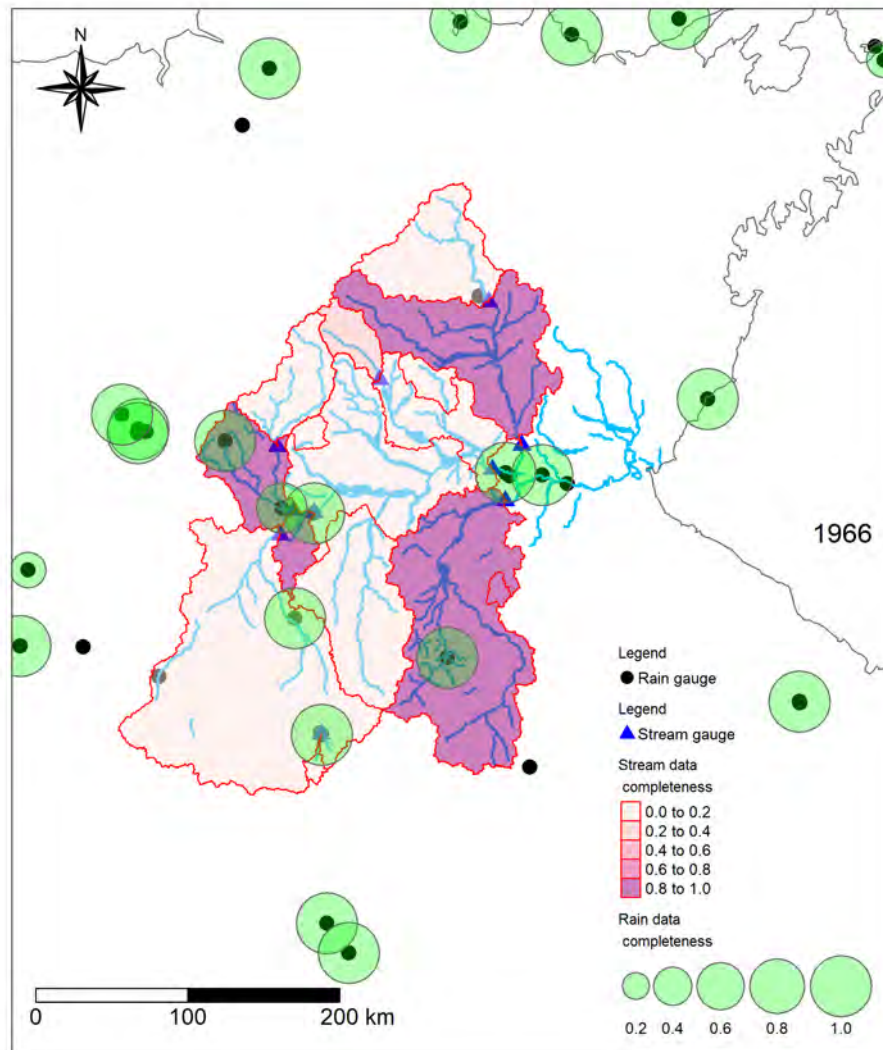 N
1966
Legend
Rain gauge
Legend
Stream gauge
Stream data
completeness
0.0 to 0.2
0.2 to 0.4
0.4 to 0.6
0.6 to 0.8
0.8 to 1.0
Rain data
completeness
0.2 0.4 0.6 0.8 1.0
0 100 200 km